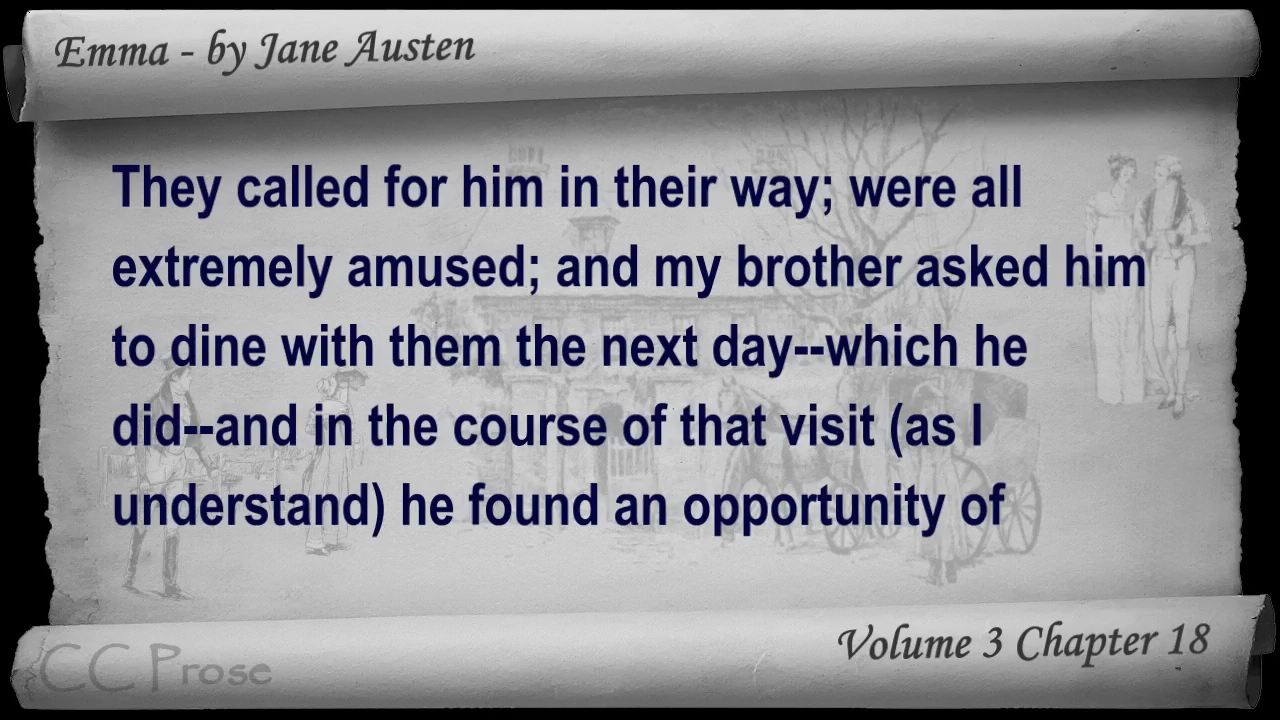 Emma - by Jane Austen
They called for him in their way; were all
extremely amused; and my brother asked him
to dine with them the next day--which he
did--and in the course of that visit (as I
understand) he found an opportunity of
Volume 3 Chapter 18
CC Prose